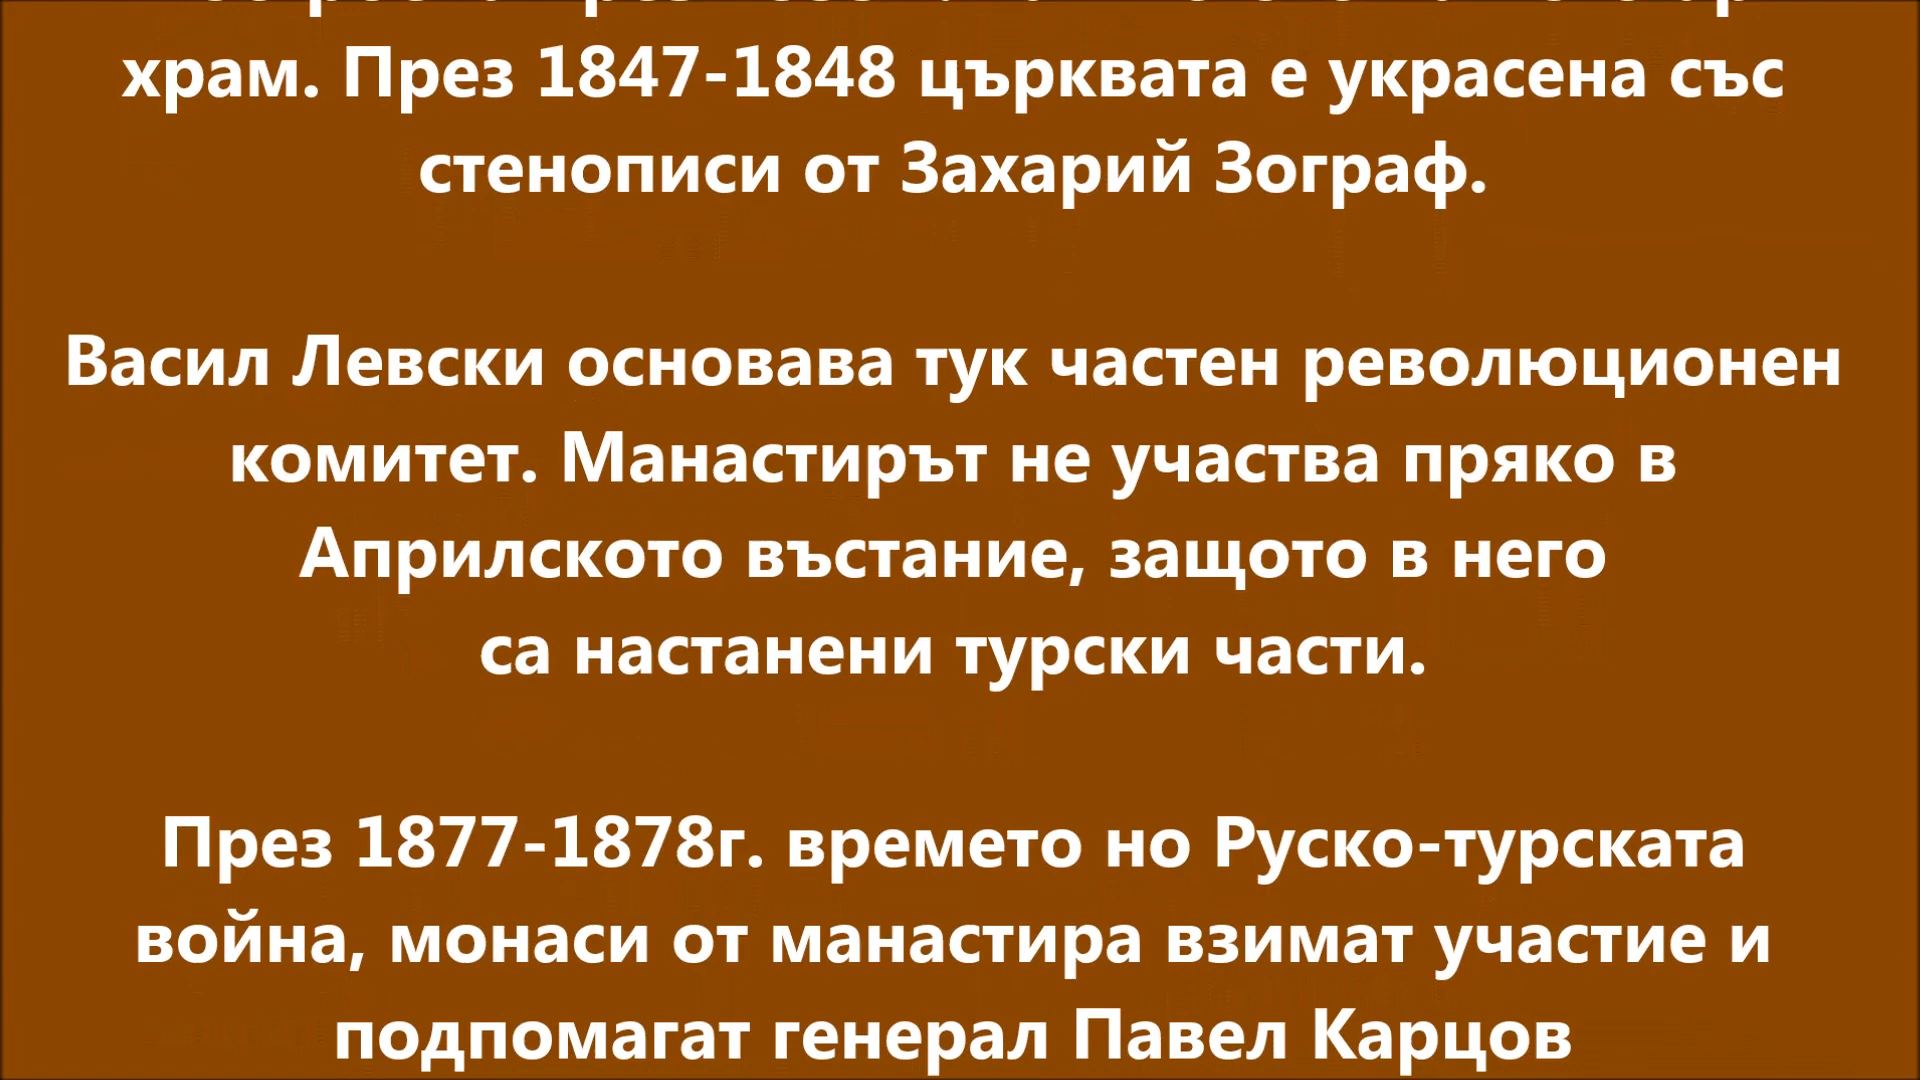 храм. През 1847-1848 църквата е украсена със
стенописи от Захарий Зограф.
Васил Левски основава тук частен революционен
комитет. Манастирът не участва пряко в
Априлското въстание, защото в него
са настанени турски части.
През 1877-1878г. времето но Руско-турската
война, монаси от манастира взимат участие и
подпомагат генерал Павел Карцов